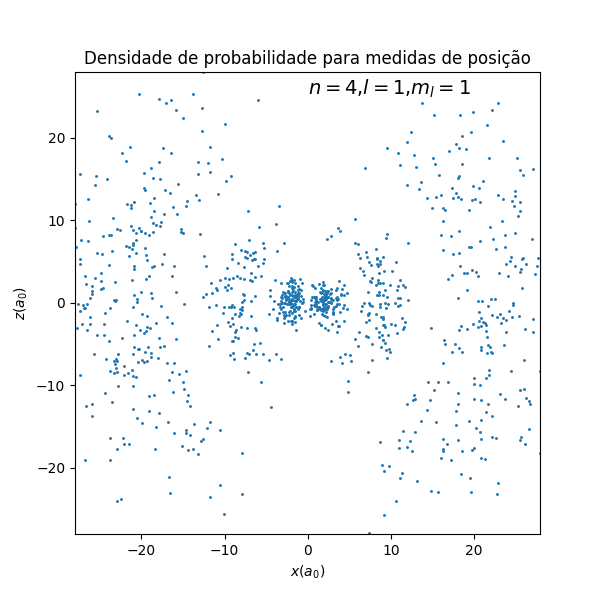 Densidade de probabilidade para medidas de posição
n = 4,l = 1,mₗ = 1
20
10
0
−10
−20
z(a₀)
−20 −10 0 10 20
x(a₀)